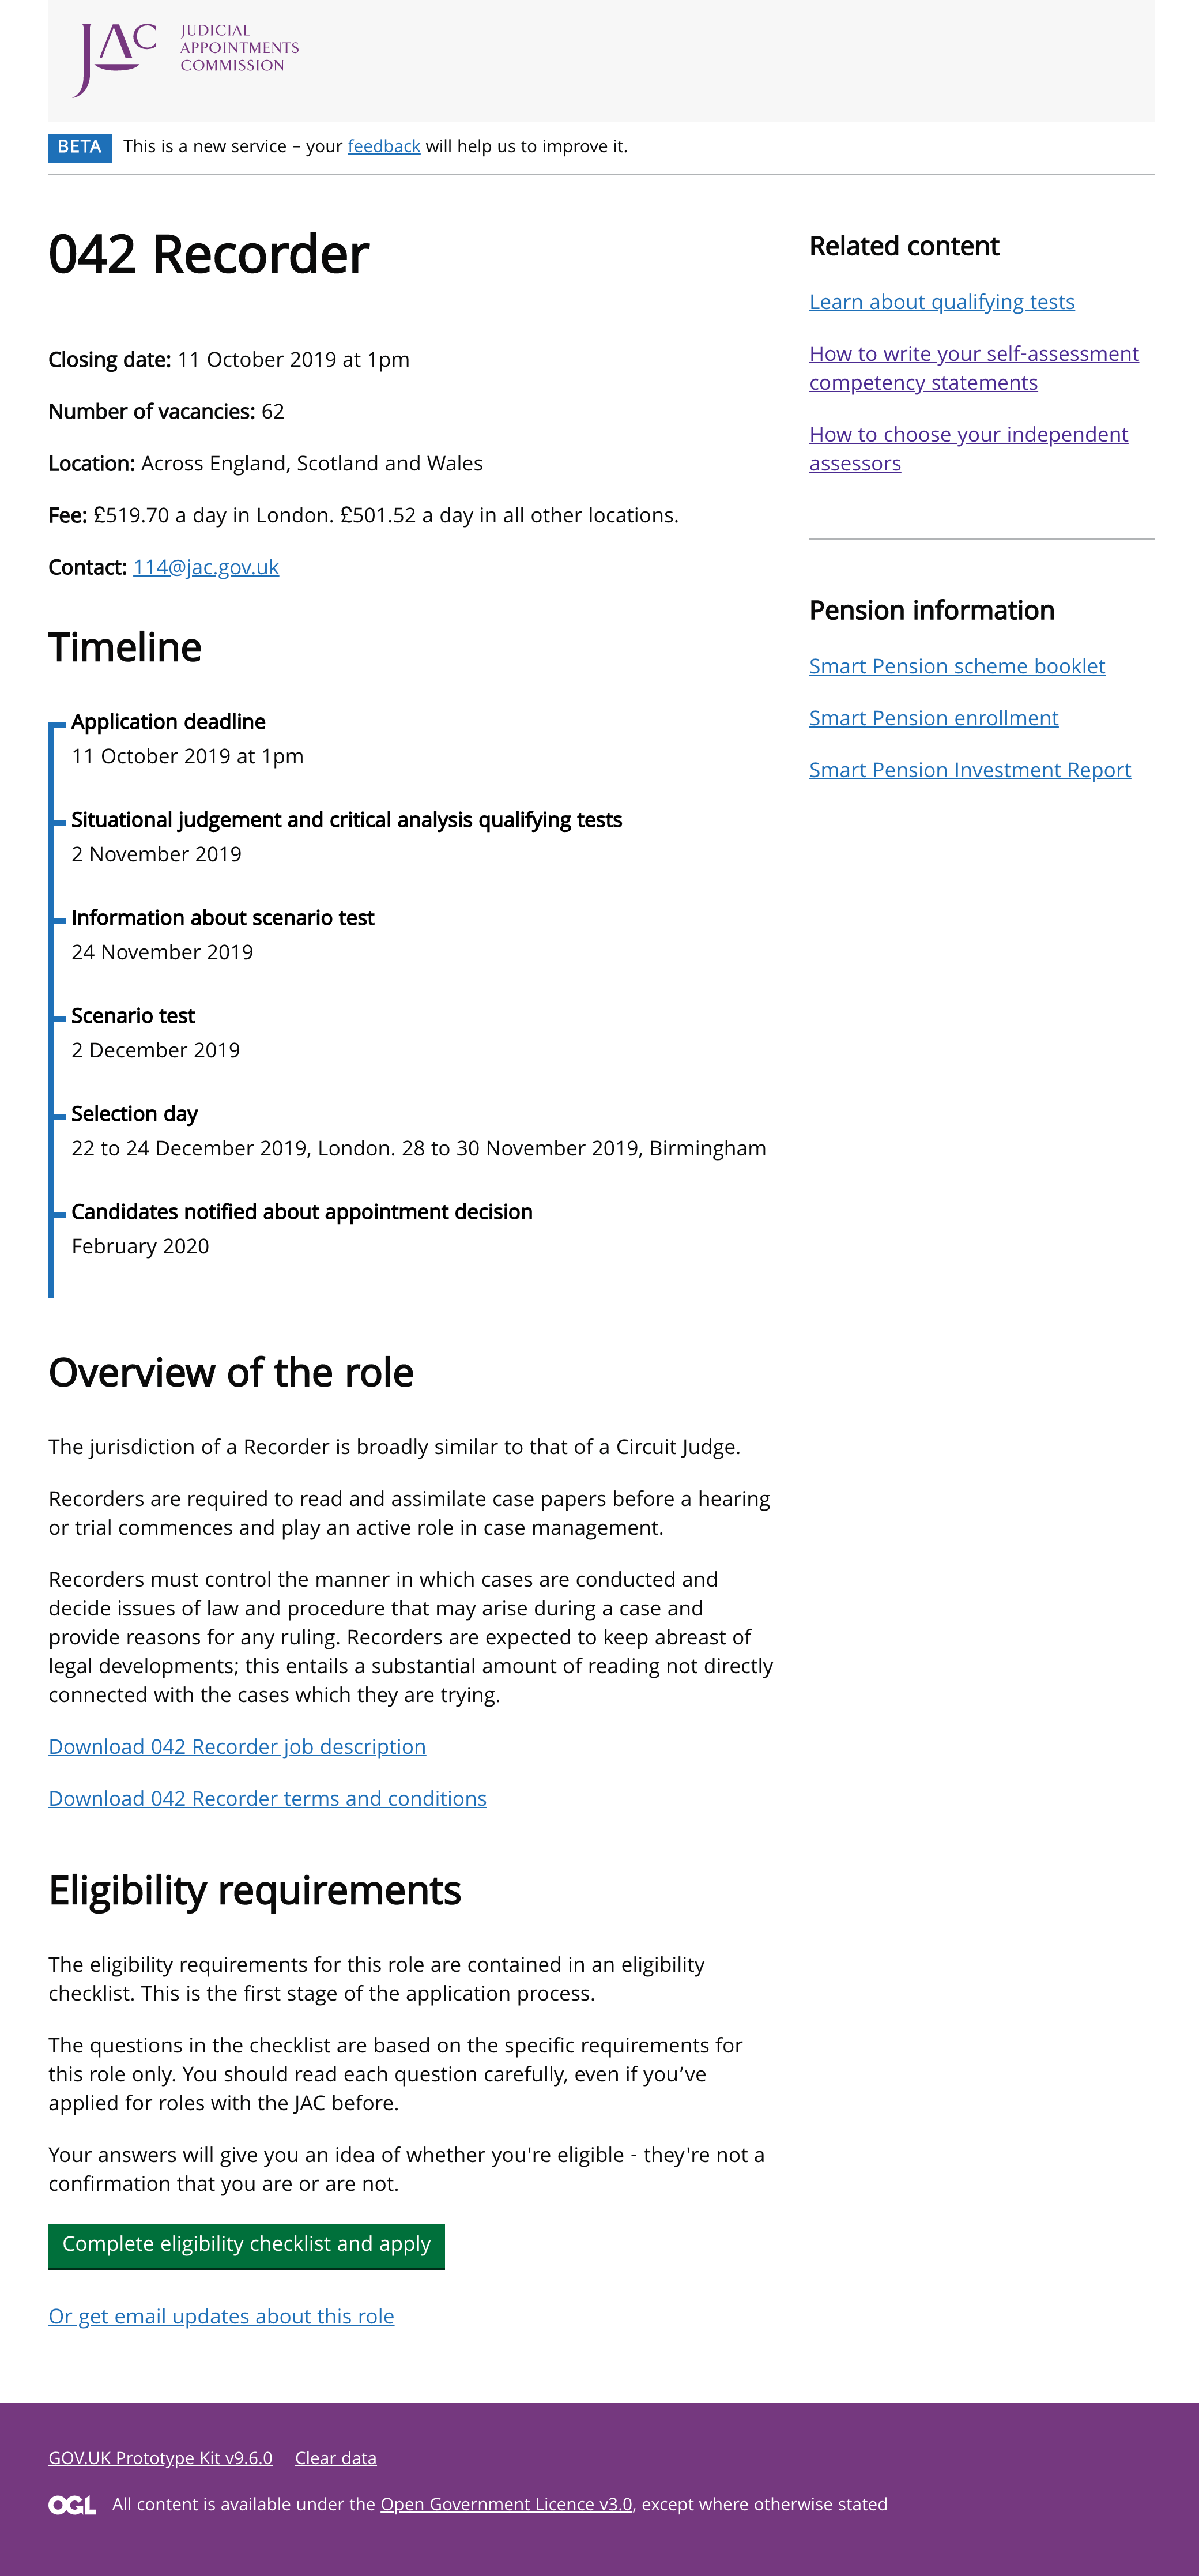 JAC
JUDICIAL
APPOINTMENTS
COMMISSION
BETA This is a new service – your feedback will help us to improve it.
042 Recorder
Closing date: 11 October 2019 at 1pm
Number of vacancies: 62
Location: Across England, Scotland and Wales
Fee: £519.70 a day in London. £501.52 a day in all other locations.
Contact: 114@jac.gov.uk
Timeline
Application deadline
11 October 2019 at 1pm
Situational judgement and critical analysis qualifying tests
2 November 2019
Information about scenario test
24 November 2019
Scenario test
2 December 2019
Selection day
22 to 24 December 2019, London. 28 to 30 November 2019, Birmingham
Candidates notified about appointment decision
February 2020
Overview of the role
The jurisdiction of a Recorder is broadly similar to that of a Circuit Judge.
Recorders are required to read and assimilate case papers before a hearing
or trial commences and play an active role in case management.
Recorders must control the manner in which cases are conducted and
decide issues of law and procedure that may arise during a case and
provide reasons for any ruling. Recorders are expected to keep abreast of
legal developments; this entails a substantial amount of reading not directly
connected with the cases which they are trying.
Download 042 Recorder job description
Download 042 Recorder terms and conditions
Eligibility requirements
The eligibility requirements for this role are contained in an eligibility
checklist. This is the first stage of the application process.
The questions in the checklist are based on the specific requirements for
this role only. You should read each question carefully, even if you’ve
applied for roles with the JAC before.
Your answers will give you an idea of whether you're eligible - they're not a
confirmation that you are or are not.
Complete eligibility checklist and apply
Or get email updates about this role
Related content
Learn about qualifying tests
How to write your self-assessment
competency statements
How to choose your independent
assessors
Pension information
Smart Pension scheme booklet
Smart Pension enrollment
Smart Pension Investment Report
GOV.UK Prototype Kit v9.6.0 Clear data
OGL All content is available under the Open Government Licence v3.0, except where otherwise stated